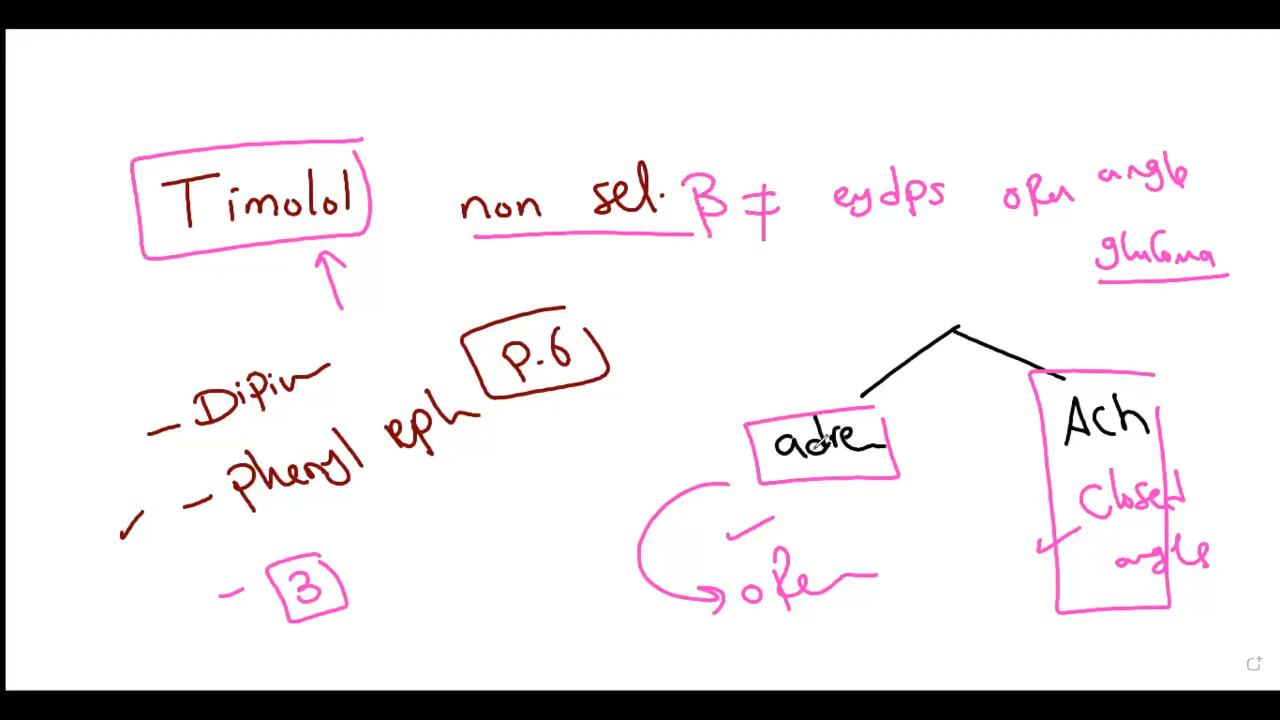 Timolol non sel. β ≠ eydps open angle
glucoma
P.6
- Dipiv
- phenyl eph
- 3
adre
open
Ach
closed
angle